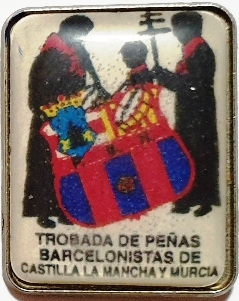 TROBADA DE PEÑAS
BARCELONISTAS DE
CASTILLA LA MANCHA Y MURCIA